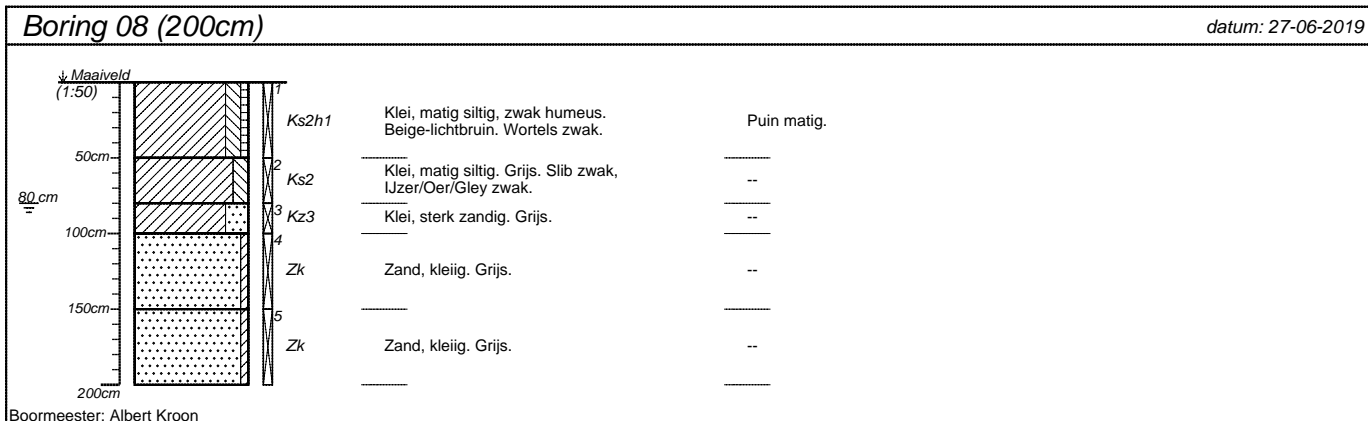 Boring 08 (200cm)
datum: 27-06-2019
Maaiveld
(1:50)
1
Ks2h1
Klei, matig siltig, zwak humeus.
Beige-lichtbruin. Wortels zwak.
Puin matig.
50cm
2
Ks2
Klei, matig siltig. Grijs. Slib zwak,
IJzer/Oer/Gley zwak.
--
80 cm
3
Kz3
Klei, sterk zandig. Grijs.
--
100cm
4
Zk
Zand, kleiig. Grijs.
--
150cm
5
Zk
Zand, kleiig. Grijs.
--
200cm
Boormeester: Albert Kroon